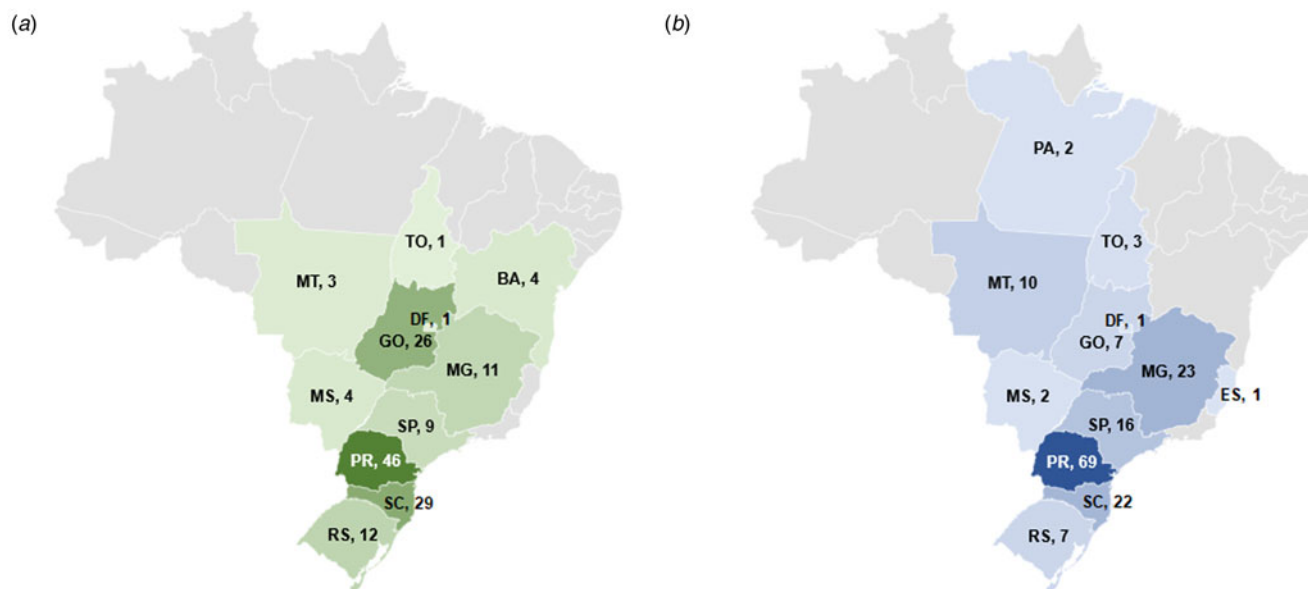 (a)
TO, 1
MT, 3
BA, 4
DF, 1
GO, 26
MG, 11
MS, 4
SP, 9
PR, 46
SC, 29
RS, 12
(b)
PA, 2
TO, 3
MT, 10
DF, 1
GO, 7
MG, 23
MS, 2
ES, 1
SP, 16
PR, 69
SC, 22
RS, 7